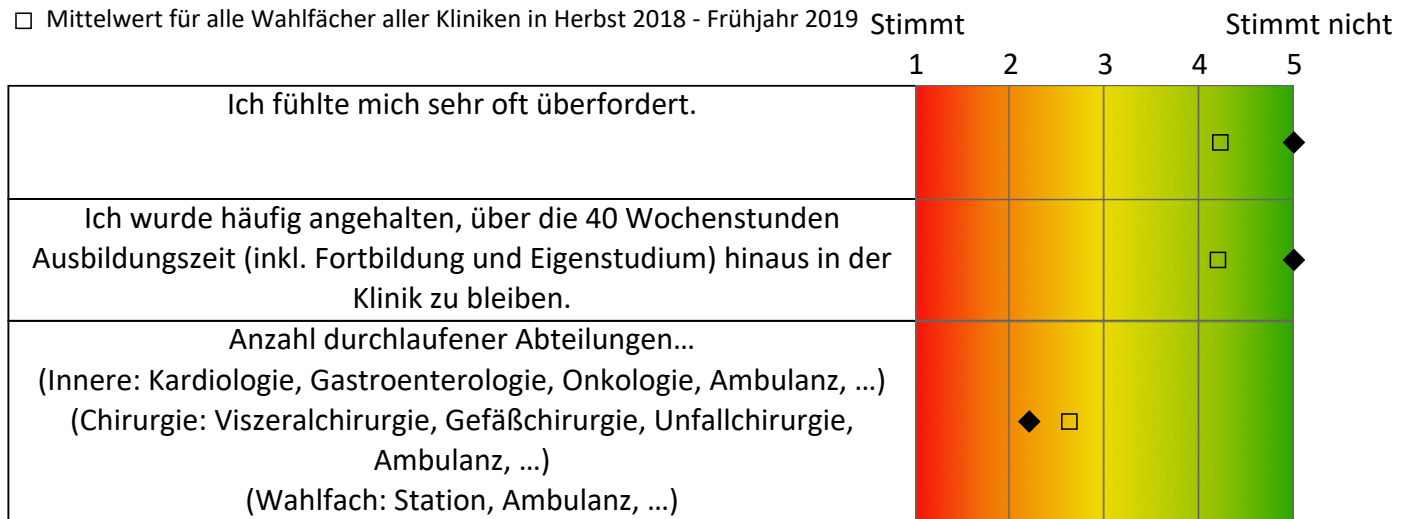 □ Mittelwert für alle Wahlfächer aller Kliniken in Herbst 2018 - Frühjahr 2019
Stimmt Stimmt nicht
1 2 3 4 5
Ich fühlte mich sehr oft überfordert.
Ich wurde häufig angehalten, über die 40 Wochenstunden
Ausbildungszeit (inkl. Fortbildung und Eigenstudium) hinaus in der
Klinik zu bleiben.
Anzahl durchlaufener Abteilungen…
(Innere: Kardiologie, Gastroenterologie, Onkologie, Ambulanz, …)
(Chirurgie: Viszeralchirurgie, Gefäßchirurgie, Unfallchirurgie,
Ambulanz, …)
(Wahlfach: Station, Ambulanz, …)